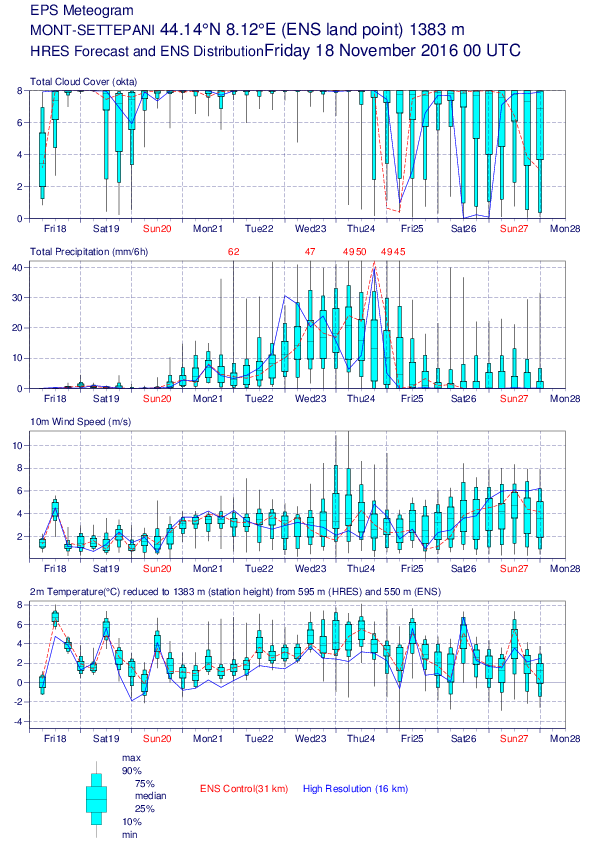 EPS Meteogram
MONT-SETTEPANI 44.14°N 8.12°E (ENS land point) 1383 m
HRES Forecast and ENS DistributionFriday 18 November 2016 00 UTC
Total Cloud Cover (okta)
8
6
4
2
0
Fri18 Sat19 Sun20 Mon21 Tue22 Wed23 Thu24 Fri25 Sat26 Sun27 Mon28
Total Precipitation (mm/6h) 62 47 49 50 49 45
40
30
20
10
0
Fri18 Sat19 Sun20 Mon21 Tue22 Wed23 Thu24 Fri25 Sat26 Sun27 Mon28
10m Wind Speed (m/s)
10
8
6
4
2
Fri18 Sat19 Sun20 Mon21 Tue22 Wed23 Thu24 Fri25 Sat26 Sun27 Mon28
2m Temperature(°C) reduced to 1383 m (station height) from 595 m (HRES) and 550 m (ENS)
8
6
4
2
0
-2
-4
Fri18 Sat19 Sun20 Mon21 Tue22 Wed23 Thu24 Fri25 Sat26 Sun27 Mon28
max
90%
75%
median
25%
10%
min
ENS Control(31 km) High Resolution (16 km)